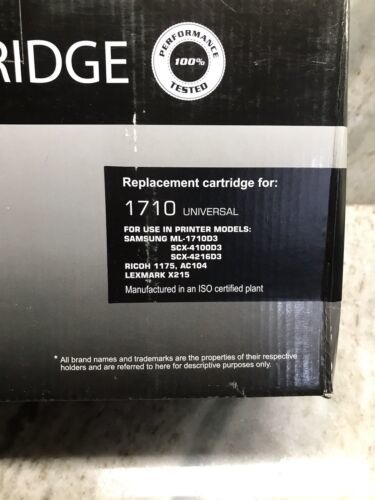 RIDGE
PERFORMANCE
100%
TESTED
Replacement cartridge for:
1710 UNIVERSAL
FOR USE IN PRINTER MODELS:
SAMSUNG ML-1710D3
SCX-4100D3
SCX-4216D3
RICOH 1175, AC104
LEXMARK X215
Manufactured in an ISO certified plant
* All brand names and trademarks are the properties of their respective
holders and are referred to here for descriptive purposes only.